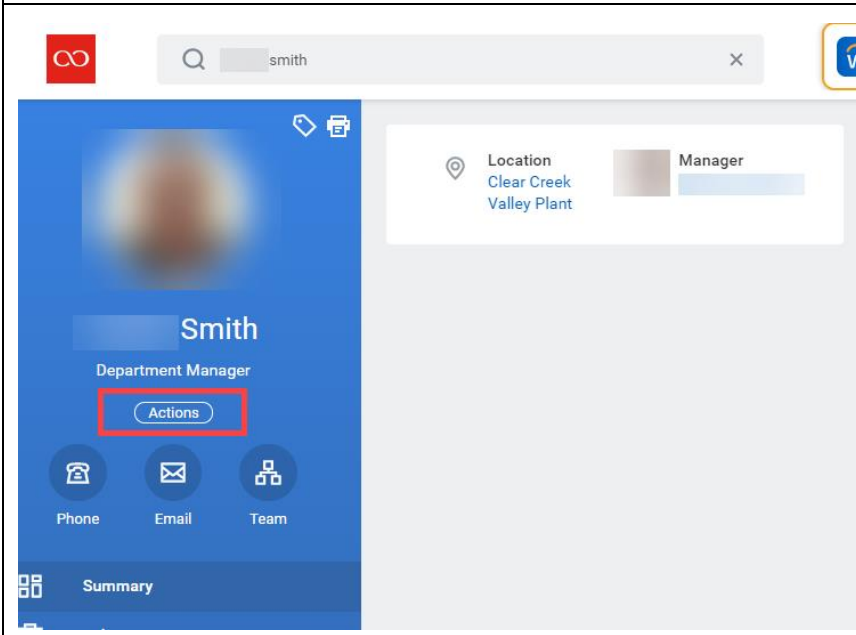 smith
Location
Manager
Clear Creek
Valley Plant
Smith
Department Manager
Actions
Phone Email Team
Summary